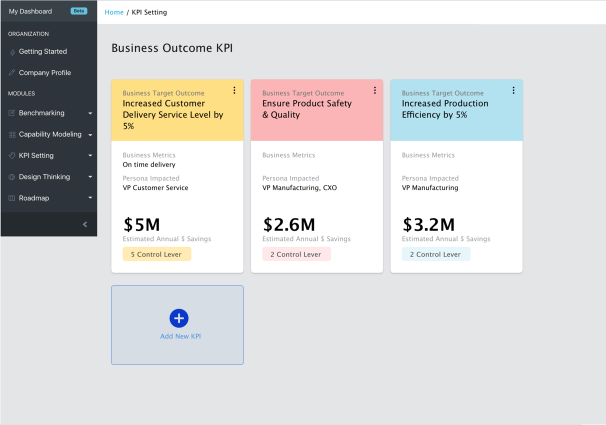 My Dashboard
Beta
ORGANIZATION
Getting Started
Company Profile
MODULES
Benchmarking
Capability Modeling
KPI Setting
Design Thinking
Roadmap
Home / KPI Setting
Business Outcome KPI
Business Target Outcome
Increased Customer
Delivery Service Level by
5%
Business Metrics
On time delivery
Persona Impacted
VP Customer Service
$5M
Estimated Annual $ Savings
5 Control Lever
Business Target Outcome
Ensure Product Safety
& Quality
Business Metrics
Persona Impacted
VP Manufacturing, CXO
$2.6M
Estimated Annual $ Savings
2 Control Lever
Business Target Outcome
Increased Production
Efficiency by 5%
Business Metrics
Persona Impacted
VP Manufacturing
$3.2M
Estimated Annual $ Savings
2 Control Lever
Add New KPI